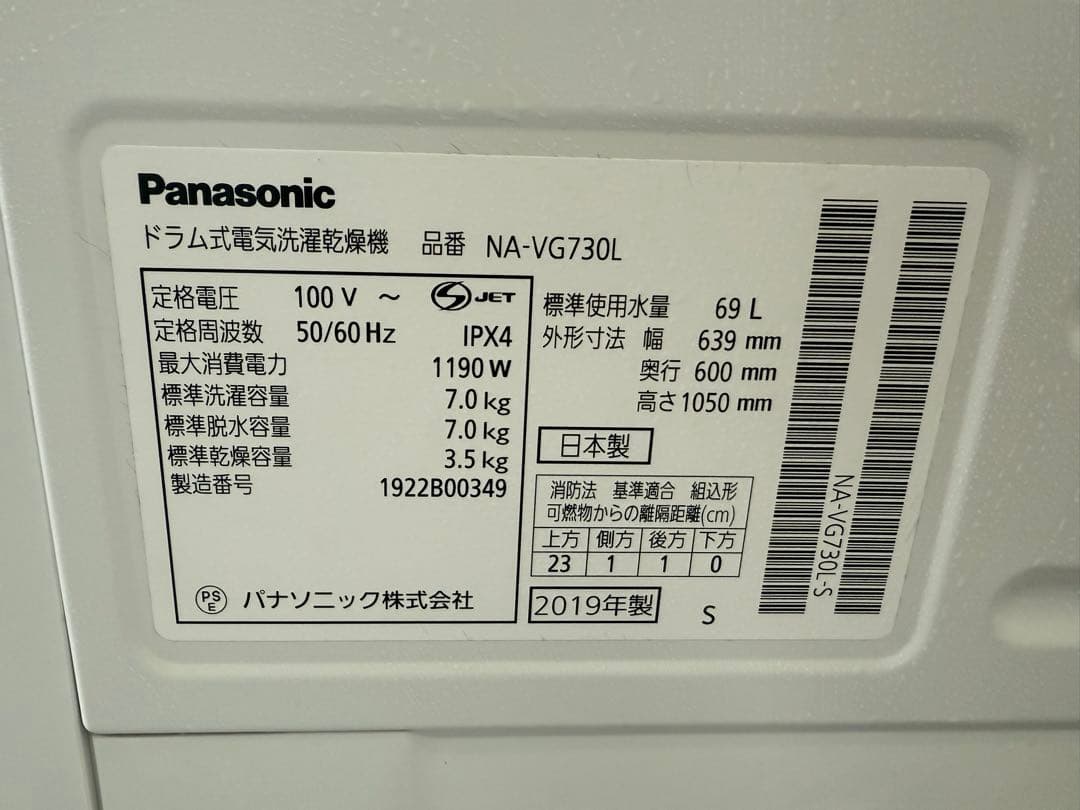 Panasonic
ドラム式電気洗濯乾燥機 品番 NA-VG730L
定格電圧 100 V ～ S JET
定格周波数 50/60 Hz IPX4
最大消費電力 1190 W
標準洗濯容量 7.0 kg
標準脱水容量 7.0 kg
標準乾燥容量 3.5 kg
製造番号 1922B00349
PSE パナソニック株式会社
標準使用水量 69 L
外形寸法 幅 639 mm
奥行 600 mm
高さ 1050 mm
日本製
消防法 基準適合 組込形
可燃物からの離隔距離(cm)
上方 側方 後方 下方
23 1 1 0
2019年製 S
NA-VG730L-S